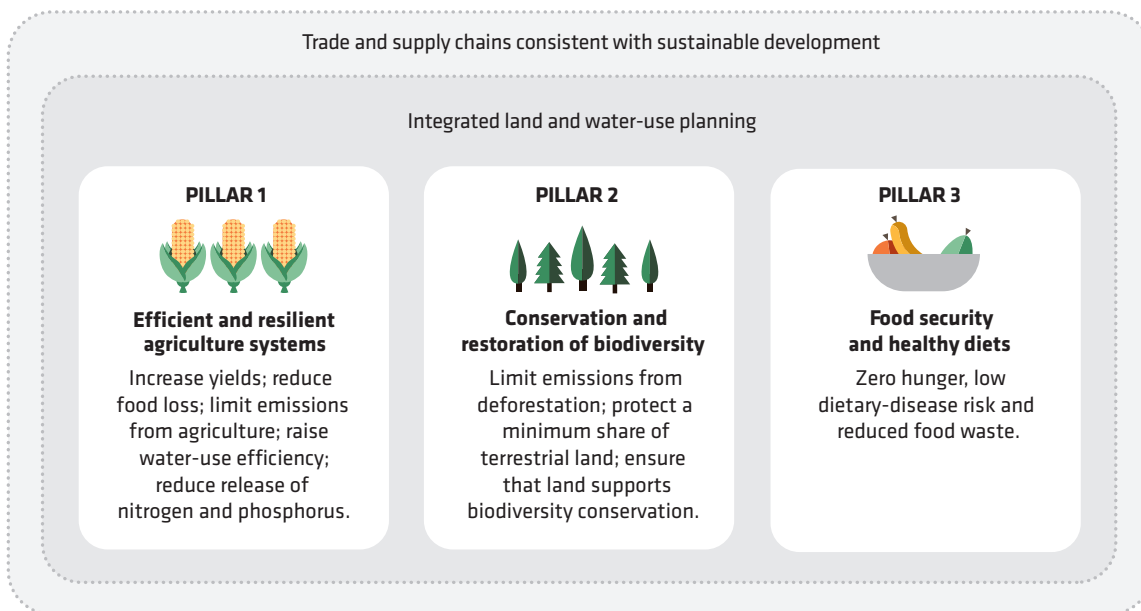 Trade and supply chains consistent with sustainable development
Integrated land and water-use planning
PILLAR 1
Efficient and resilient
agriculture systems
Increase yields; reduce
food loss; limit emissions
from agriculture; raise
water-use efficiency;
reduce release of
nitrogen and phosphorus.
PILLAR 2
Conservation and
restoration of biodiversity
Limit emissions from
deforestation; protect a
minimum share of
terrestrial land; ensure
that land supports
biodiversity conservation.
PILLAR 3
Food security
and healthy diets
Zero hunger, low
dietary-disease risk and
reduced food waste.